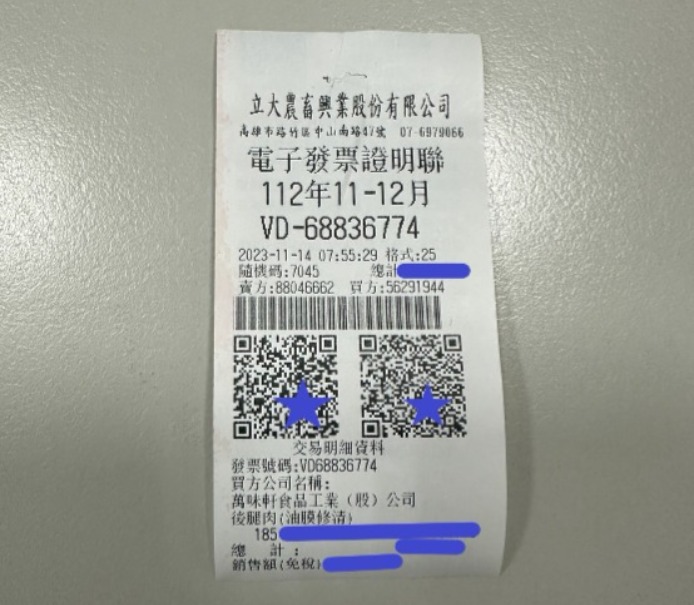 立大農畜興業股份有限公司
高雄市路竹區中山南路47號 07-6979066
電子發票證明聯
112年11-12月
VD-68836774
2023-11-14 07:55:29 格式:25
隨機碼:7045 總計
賣方:88046662 買方:56291944
交易明細資料
發票號碼:VD68836774
買方公司名稱:
萬味軒食品工業(股)公司
後腿肉(油膜修清)
185
總 計:
銷售額(免稅)